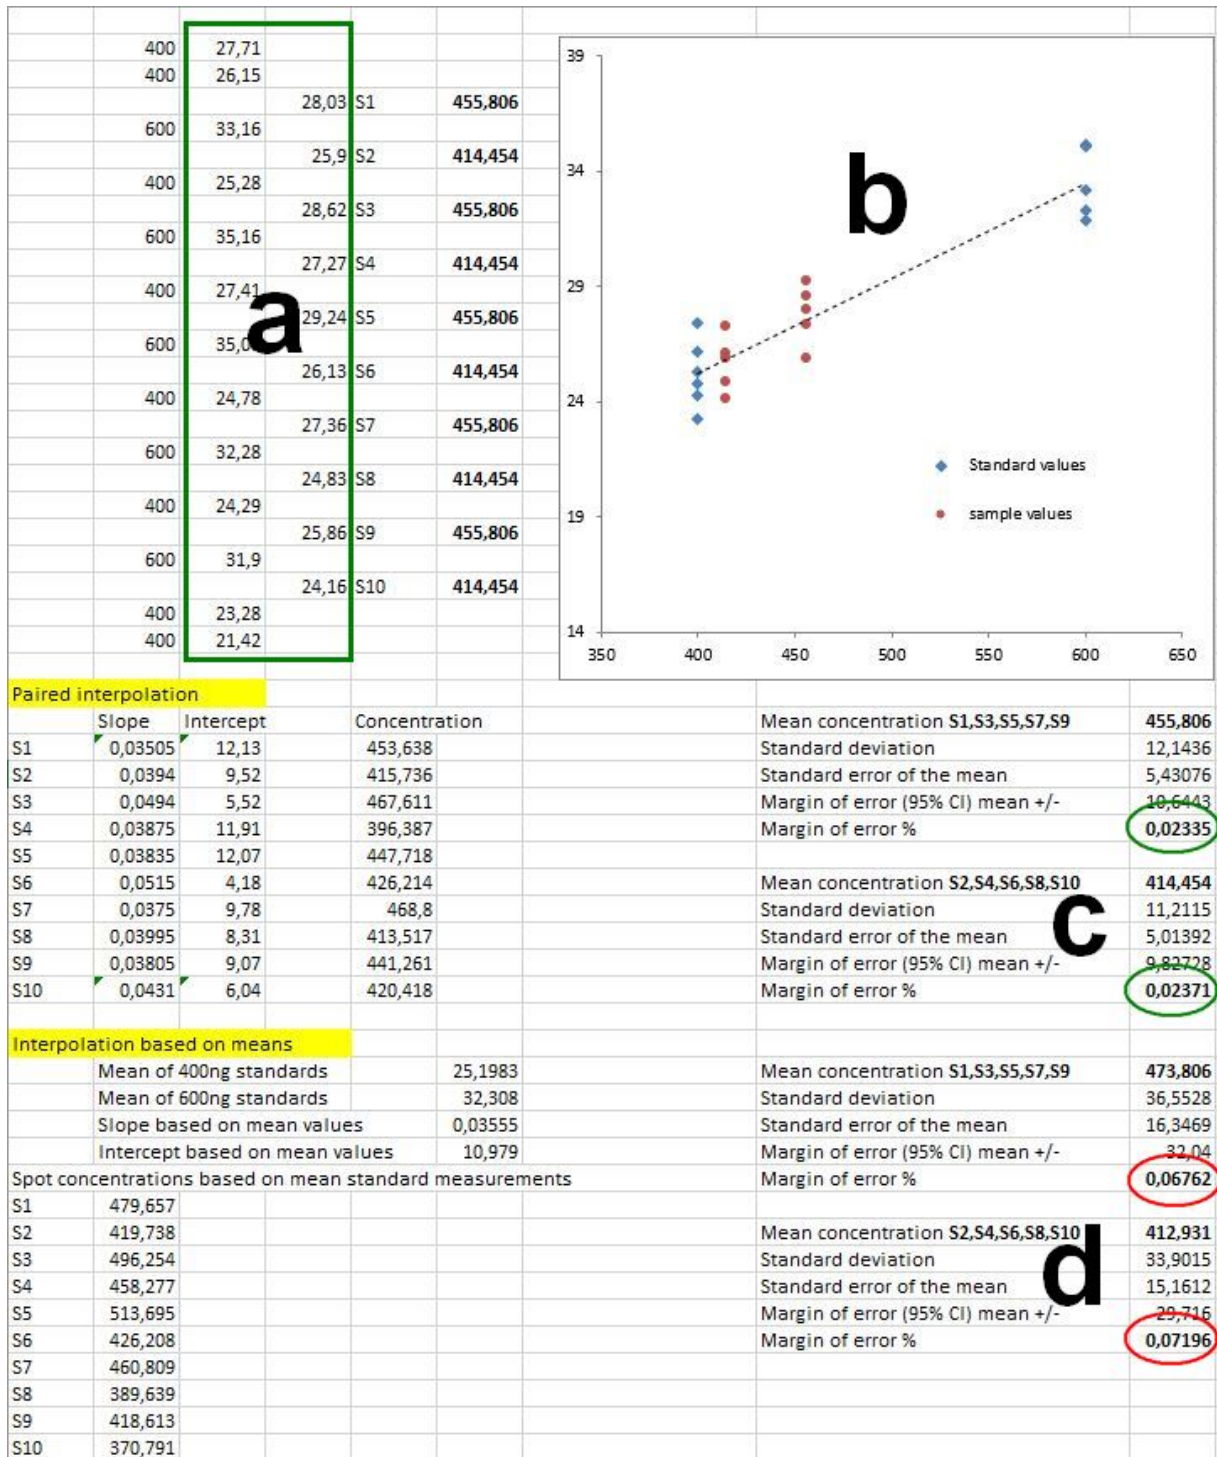 400 27,71
400 26,15
28,03 S1 455,806
600 33,16
25,9 S2 414,454
400 25,28
28,62 S3 455,806
600 35,16
27,27 S4 414,454
400 27,41
29,24 S5 455,806
600 35,0
26,13 S6 414,454
400 24,78
27,36 S7 455,806
600 32,28
24,83 S8 414,454
400 24,29
25,86 S9 455,806
600 31,9
24,16 S10 414,454
400 23,28
400 21,42
a
39
34
29
24
19
14
350 400 450 500 550 600 650
b
Standard values
sample values
Paired interpolation
Slope Intercept Concentration
S1 0,03505 12,13 453,638
S2 0,0394 9,52 415,736
S3 0,0494 5,52 467,611
S4 0,03875 11,91 396,387
S5 0,03835 12,07 447,718
S6 0,0515 4,18 426,214
S7 0,0375 9,78 468,8
S8 0,03995 8,31 413,517
S9 0,03805 9,07 441,261
S10 0,0431 6,04 420,418
Mean concentration S1,S3,S5,S7,S9 455,806
Standard deviation 12,1436
Standard error of the mean 5,43076
Margin of error (95% CI) mean +/- 10,6443
Margin of error % 0,02335
Mean concentration S2,S4,S6,S8,S10 414,454
Standard deviation 11,2115
Standard error of the mean 5,01392
Margin of error (95% CI) mean +/- 9,82728
Margin of error % 0,02371
c
Interpolation based on means
Mean of 400ng standards 25,1983
Mean of 600ng standards 32,308
Slope based on mean values 0,03555
Intercept based on mean values 10,979
Spot concentrations based on mean standard measurements
S1 479,657
S2 419,738
S3 496,254
S4 458,277
S5 513,695
S6 426,208
S7 460,809
S8 389,639
S9 418,613
S10 370,791
Mean concentration S1,S3,S5,S7,S9 473,806
Standard deviation 36,5528
Standard error of the mean 16,3469
Margin of error (95% CI) mean +/- 32,04
Margin of error % 0,06762
Mean concentration S2,S4,S6,S8,S10 412,931
Standard deviation 33,9015
Standard error of the mean 15,1612
Margin of error (95% CI) mean +/- 29,716
Margin of error % 0,07196
d